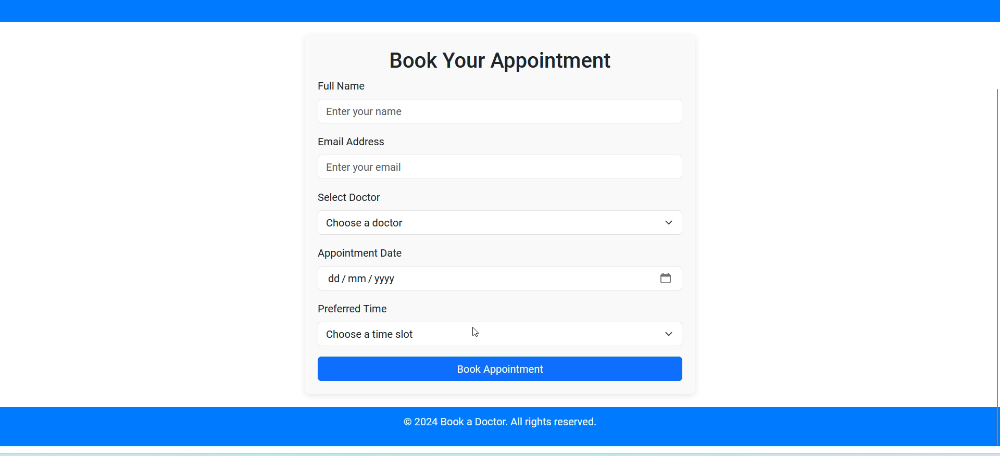 Book Your Appointment
Full Name
Enter your name
Email Address
Enter your email
Select Doctor
Choose a doctor
Appointment Date
dd / mm / yyyy
Preferred Time
Choose a time slot
Book Appointment
© 2024 Book a Doctor. All rights reserved.